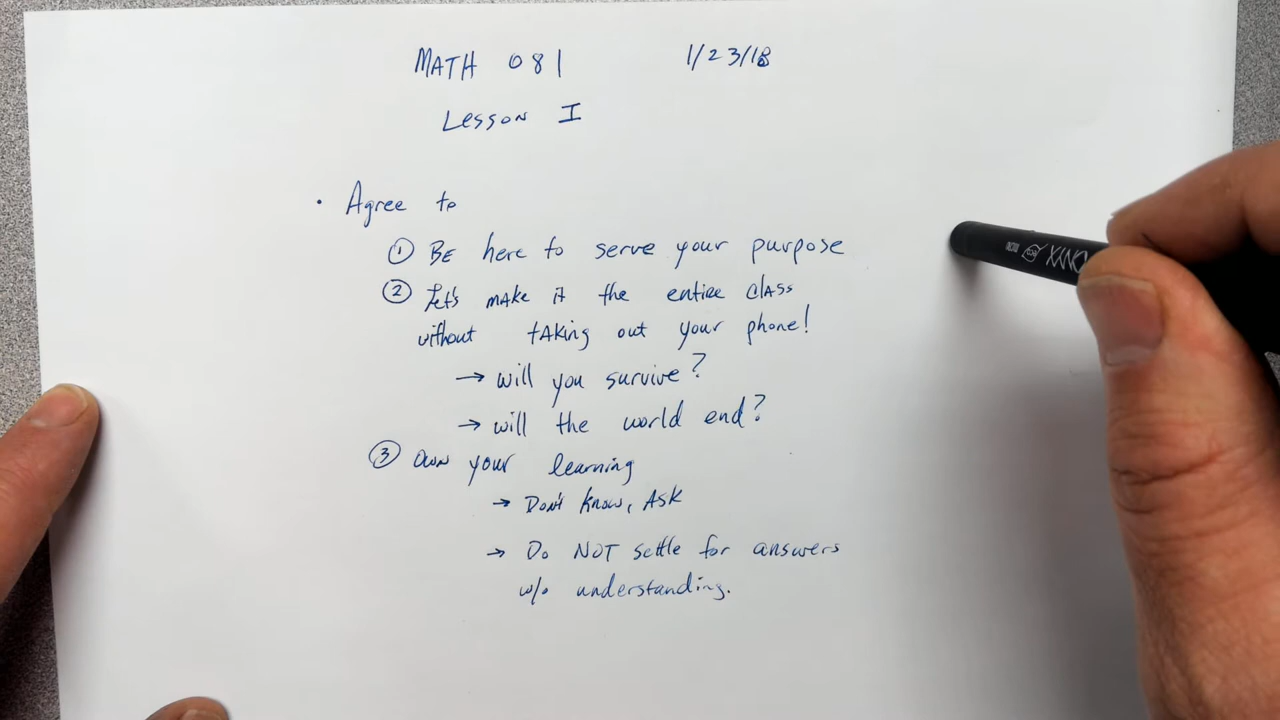 MATH 081 1/23/18
Lesson I
• Agree to
① BE here to serve your purpose
② Let's make it the entire class
without taking out your phone!
→ will you survive?
→ will the world end?
③ own your learning
→ Don't know, Ask
→ Do NOT settle for answers
w/o understanding.
ONYX